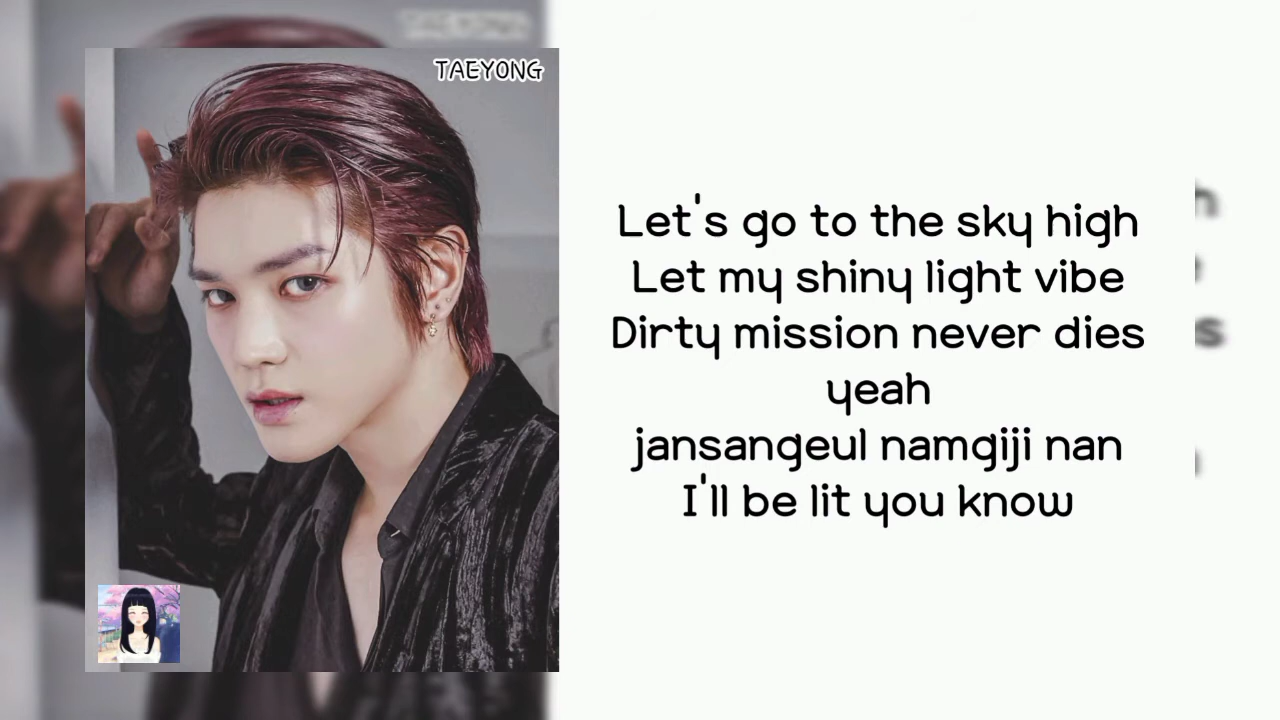 TAEYONG
Let's go to the sky high
Let my shiny light vibe
Dirty mission never dies
yeah
jansangeul namgiji nan
I'll be lit you know